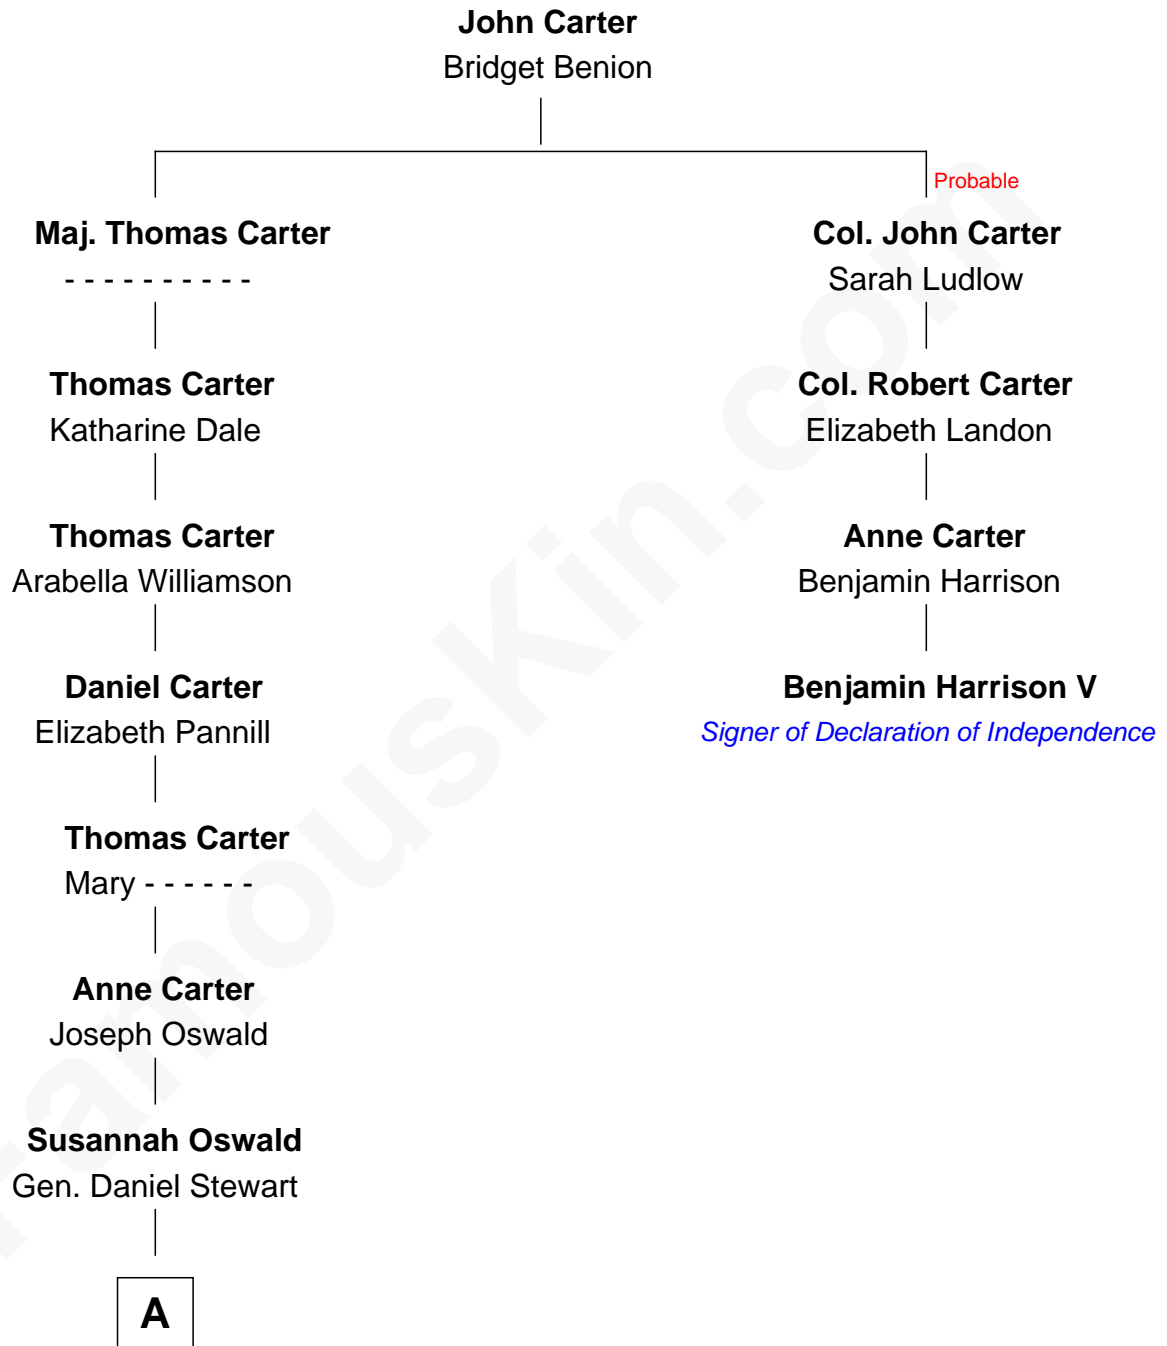 John Carter
Bridget Benion
Probable
Maj. Thomas Carter
- - - - - - - - - -
Col. John Carter
Sarah Ludlow
Thomas Carter
Katharine Dale
Col. Robert Carter
Elizabeth Landon
Thomas Carter
Arabella Williamson
Anne Carter
Benjamin Harrison
Daniel Carter
Elizabeth Pannill
Benjamin Harrison V
Signer of Declaration of Independence
Thomas Carter
Mary - - - - - -
Anne Carter
Joseph Oswald
Susannah Oswald
Gen. Daniel Stewart
A
FamousKin.com